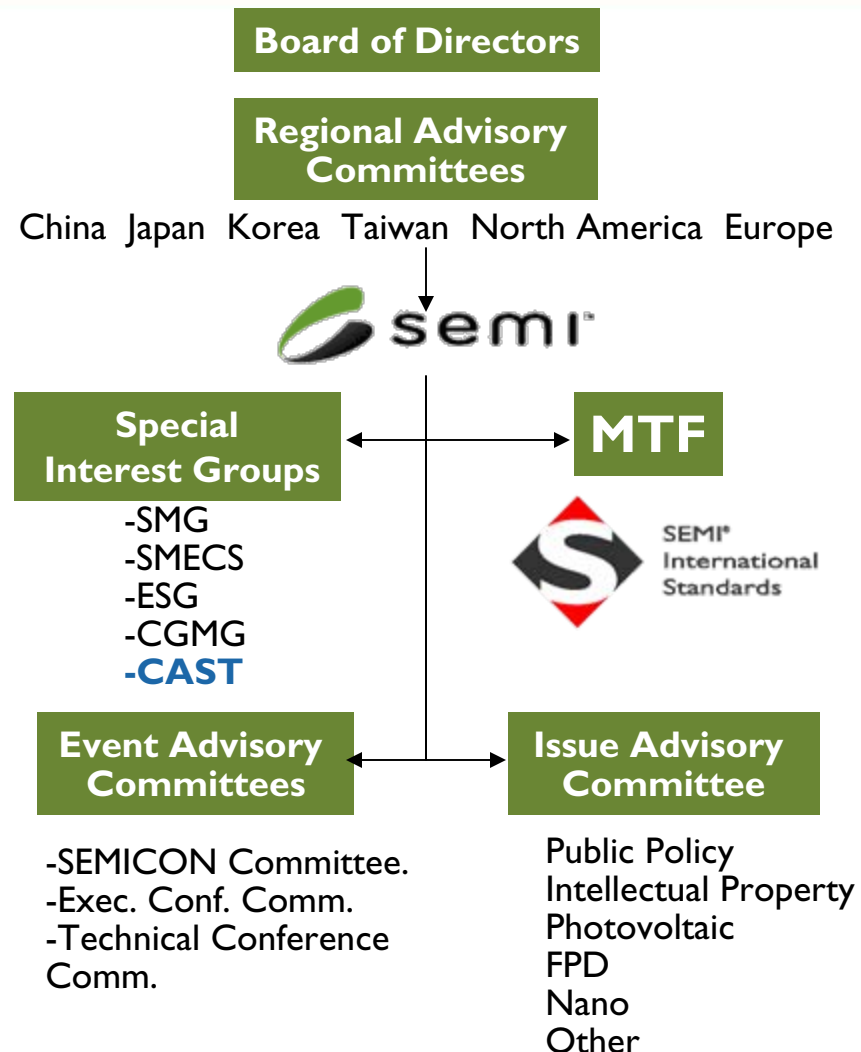 Board of Directors
Regional Advisory
Committees
China Japan Korea Taiwan North America Europe
semi™
Special
Interest Groups
MTF
-SMG
-SMECS
-ESG
-CGMG
-CAST
S
SEMI®
International
Standards
Event Advisory
Committees
Issue Advisory
Committee
-SEMICON Committee.
-Exec. Conf. Comm.
-Technical Conference
Comm.
Public Policy
Intellectual Property
Photovoltaic
FPD
Nano
Other